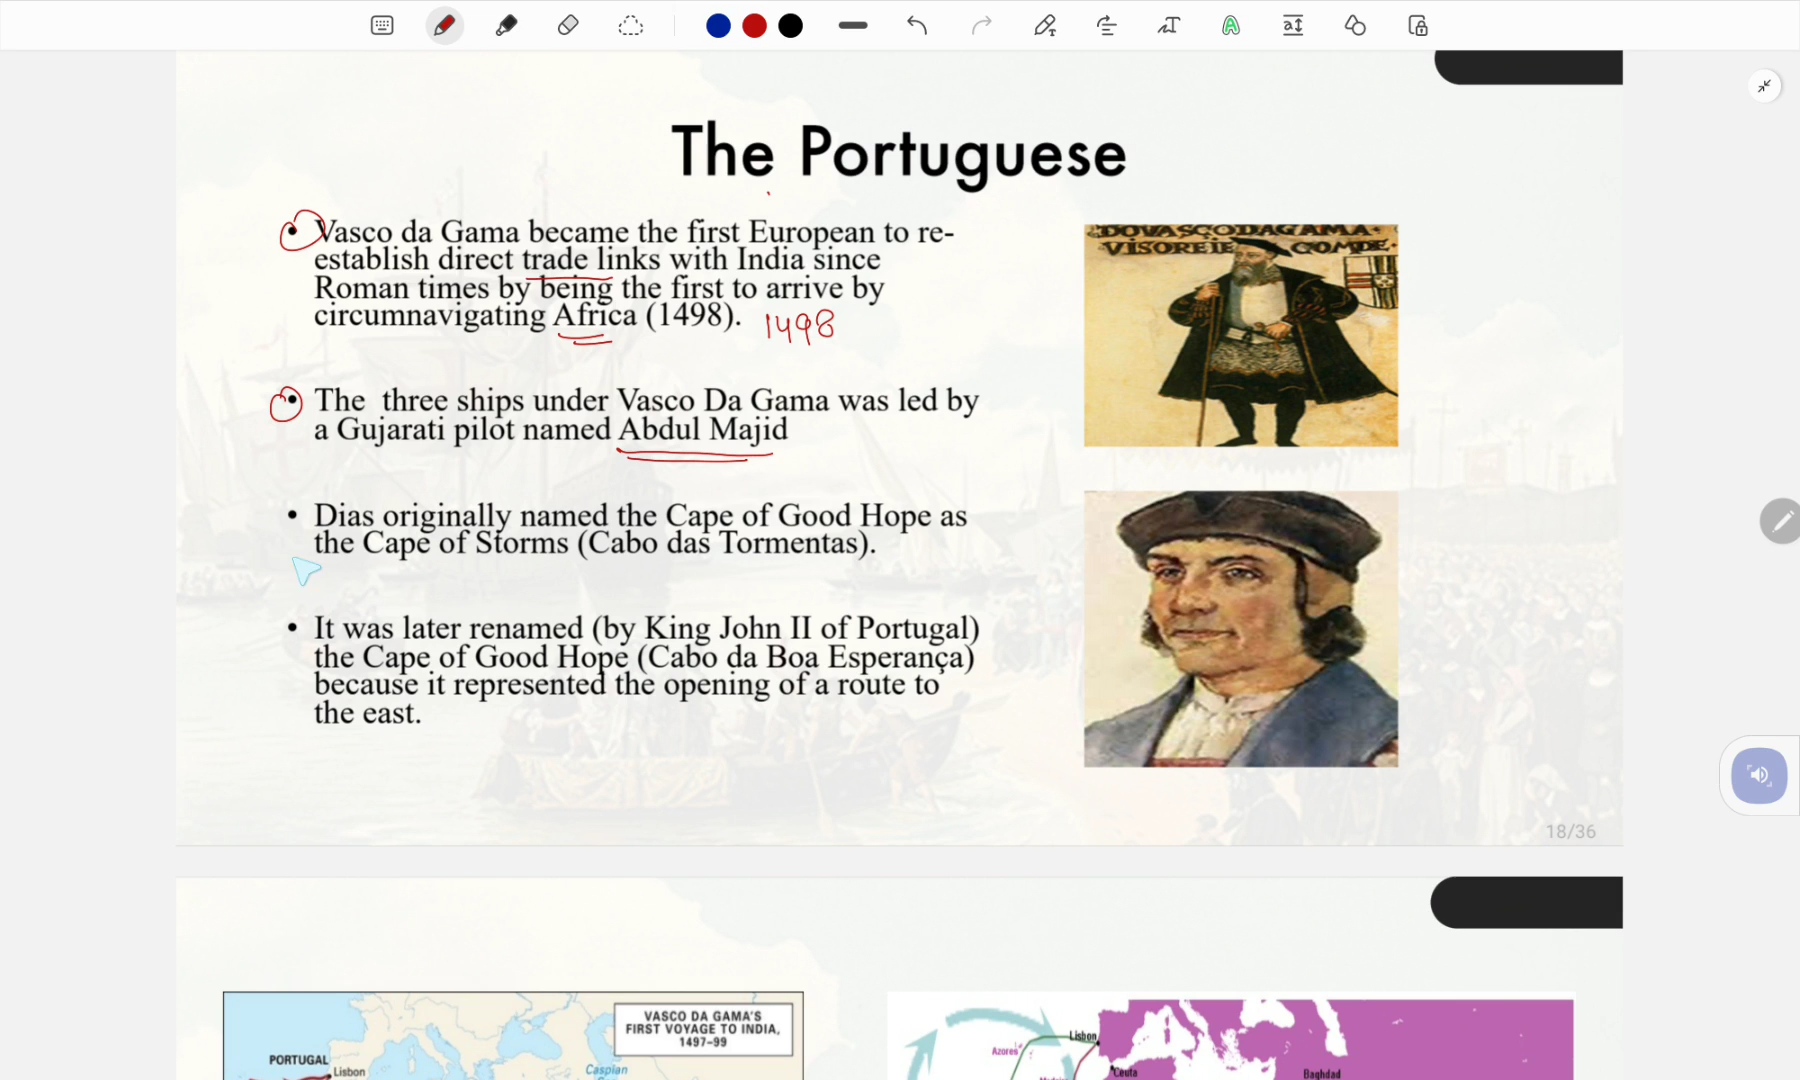 The Portuguese
• Vasco da Gama became the first European to re-
establish direct trade links with India since
Roman times by being the first to arrive by
circumnavigating Africa (1498). 1498
• The three ships under Vasco Da Gama was led by
a Gujarati pilot named Abdul Majid
• Dias originally named the Cape of Good Hope as
the Cape of Storms (Cabo das Tormentas).
• It was later renamed (by King John II of Portugal)
the Cape of Good Hope (Cabo da Boa Esperança)
because it represented the opening of a route to
the east.
DOVASCODAGAMA
VISOREIE COMDE
18/36
VASCO DA GAMA'S
FIRST VOYAGE TO INDIA,
1497–99
PORTUGAL
Lisbon
Caspian
Lisbon
Azores
Ceuta
Baghdad